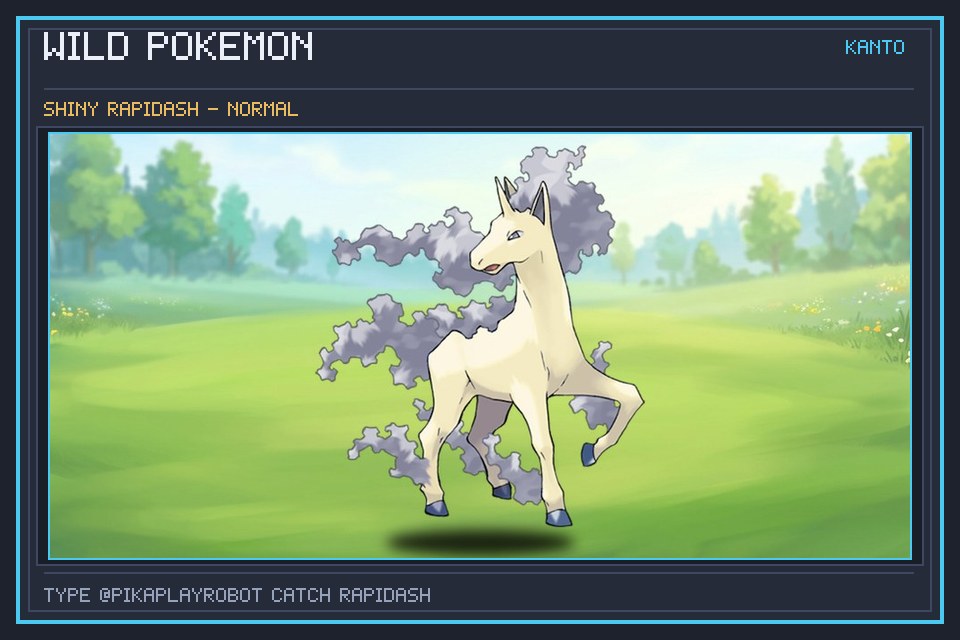 WILD POKEMON
KANTO
SHINY RAPIDASH - NORMAL
TYPE @PIKAPLAYROBOT CATCH RAPIDASH